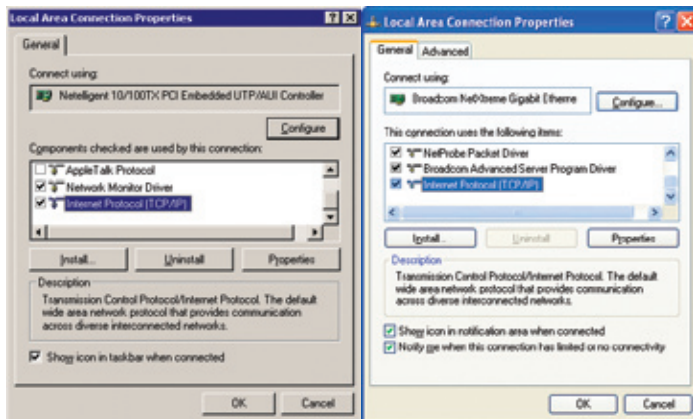 Local Area Connection Properties
General
Connect using:
Netelligent 10/100TX PCI Embedded UTP/AUI Controller
Configure
Components checked are used by this connection:
AppleTalk Protocol
Network Monitor Driver
Internet Protocol (TCP/IP)
Install...
Uninstall
Properties
Description
Transmission Control Protocol/Internet Protocol. The default
wide area network protocol that provides communication
across diverse interconnected networks.
Show icon in taskbar when connected
OK
Cancel
Local Area Connection Properties
General
Advanced
Connect using:
Broadcom NetXtreme Gigabit Etherne
Configure...
This connection uses the following items:
NetProbe Packet Driver
Broadcom Advanced Server Program Driver
Internet Protocol (TCP/IP)
Install...
Uninstall
Properties
Description
Transmission Control Protocol/Internet Protocol. The default
wide area network protocol that provides communication
across diverse interconnected networks.
Show icon in notification area when connected
Notify me when this connection has limited or no connectivity
OK
Cancel